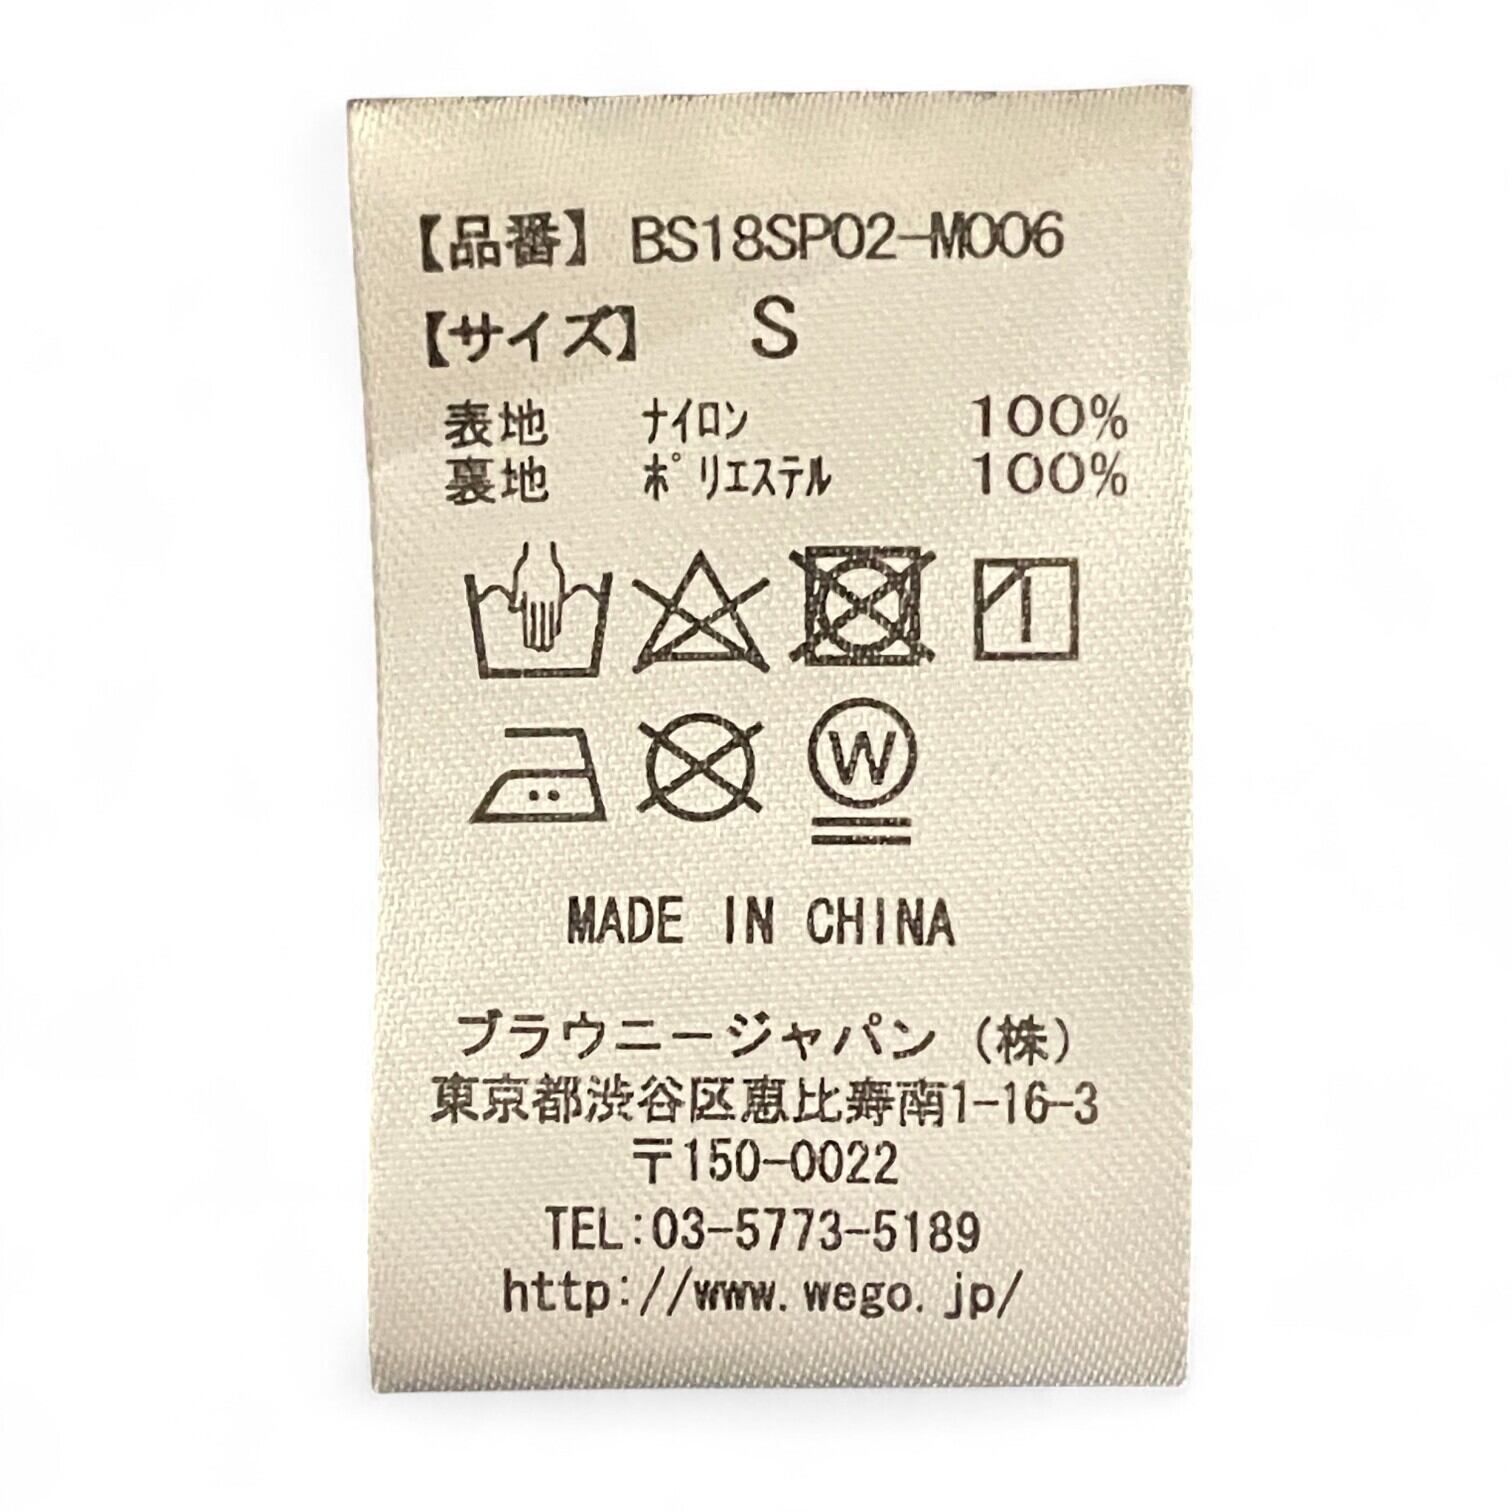 【品番】 BS18SP02-M006
【サイズ】 S
表地 ナイロン 100%
裏地 ポリエステル 100%
W
MADE IN CHINA
ブラウニージャパン (株)
東京都渋谷区恵比寿南1-16-3
〒150-0022
TEL:03-5773-5189
http://www.wego.jp/